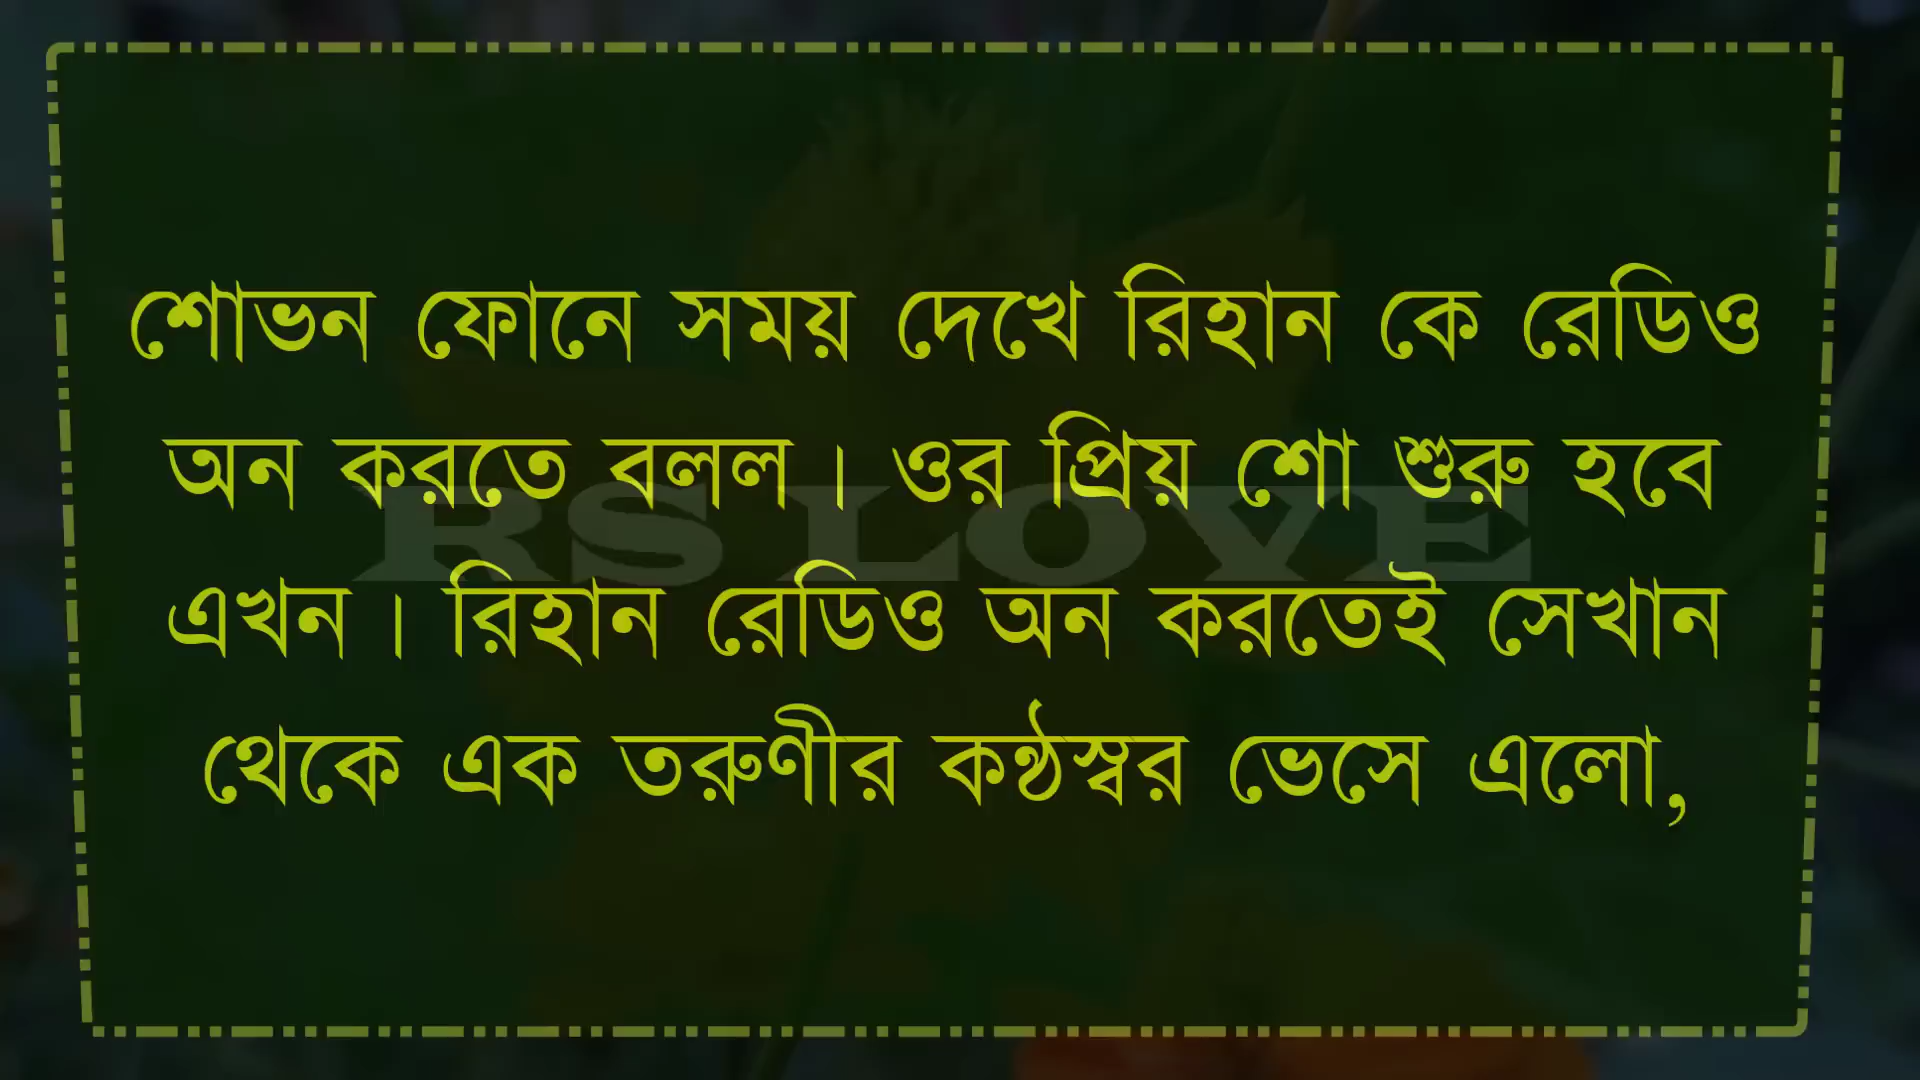 শোভন ফোনে সময় দেখে রিহান কে রেডিও
অন করতে বলল । ওর প্রিয় শো শুরু হবে
RS LOVE
এখন । রিহান রেডিও অন করতেই সেখান
থেকে এক তরুণীর কন্ঠস্বর ভেসে এলো,